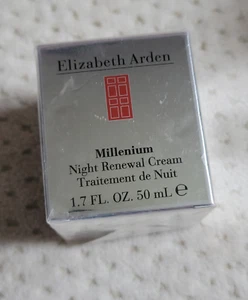 Elizabeth Arden
Millenium
Night Renewal Cream
Traitement de Nuit
1.7 FL. OZ. 50 mL ℮